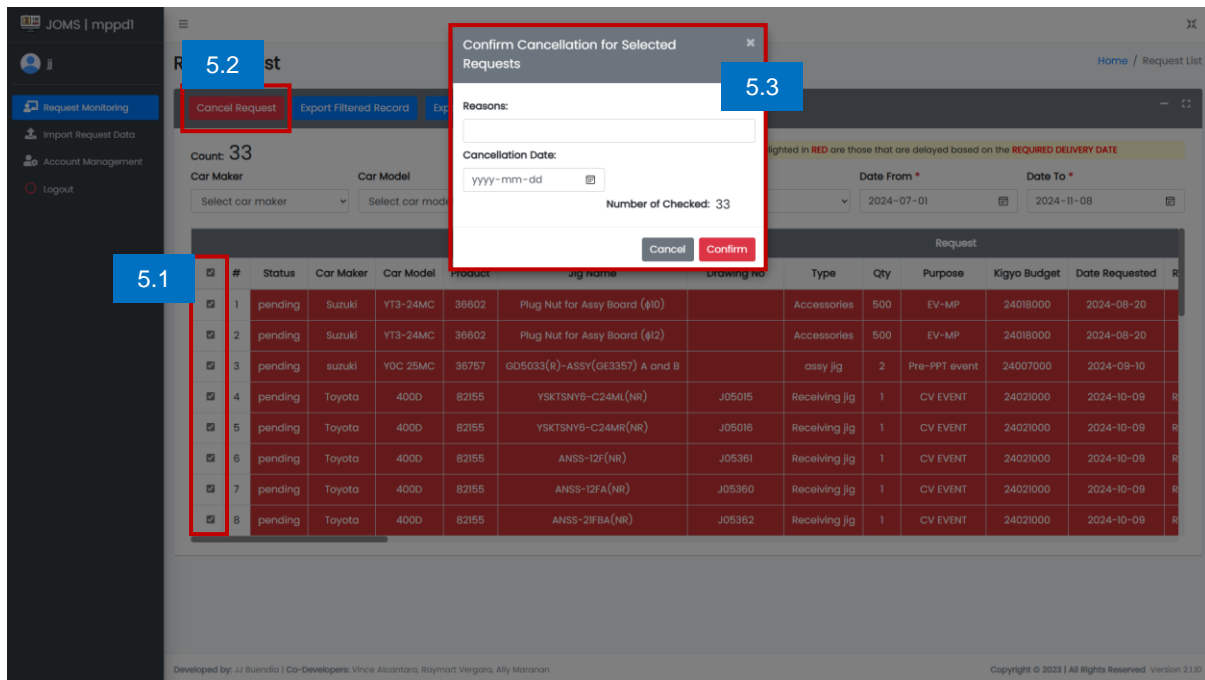 JOMS | mppd1
jj
Request Monitoring
Import Request Data
Account Management
Logout
5.2
st
Home / Request List
Cancel Request
Export Filtered Record
Confirm Cancellation for Selected
Requests
×
5.3
Reasons:
Cancellation Date:
yyyy-mm-dd
Number of Checked: 33
Cancel
Confirm
Count: 33
lighted in RED are those that are delayed based on the REQUIRED DELIVERY DATE
Car Maker
Car Model
Date From *
Date To *
Select car maker
Select car mod
2024-07-01
2024-11-08
5.1
Request
# Status Car Maker Car Model Product Jig Name Drawing No Type Qty Purpose Kigyo Budget Date Requested R
1 pending Suzuki YT3-24MC 36602 Plug Nut for Assy Board (ϕ10) Accessories 500 EV-MP 24018000 2024-08-20
2 pending Suzuki YT3-24MC 36602 Plug Nut for Assy Board (ϕ12) Accessories 500 EV-MP 24018000 2024-08-20
3 pending suzuki Y0C 25MC 36757 GD5033(R)-ASSY(GE3357) A and B assy jig 2 Pre-PPT event 24007000 2024-09-10
4 pending Toyota 400D 82155 YSKTSNY6-C24ML(NR) J05015 Receiving jig 1 CV EVENT 24021000 2024-10-09 R
5 pending Toyota 400D 82155 YSKTSNY6-C24MR(NR) J05016 Receiving jig 1 CV EVENT 24021000 2024-10-09 R
6 pending Toyota 400D 82155 ANSS-12F(NR) J05361 Receiving jig 1 CV EVENT 24021000 2024-10-09 R
7 pending Toyota 400D 82155 ANSS-12FA(NR) J05360 Receiving jig 1 CV EVENT 24021000 2024-10-09 R
8 pending Toyota 400D 82155 ANSS-21FBA(NR) J05362 Receiving jig 1 CV EVENT 24021000 2024-10-09 R
Developed by: JJ Buendia | Co-Developers: Vince Alcantara, Raymart Vergara, Ally Maranan
Copyright © 2023 | All Rights Reserved Version 2.1.10